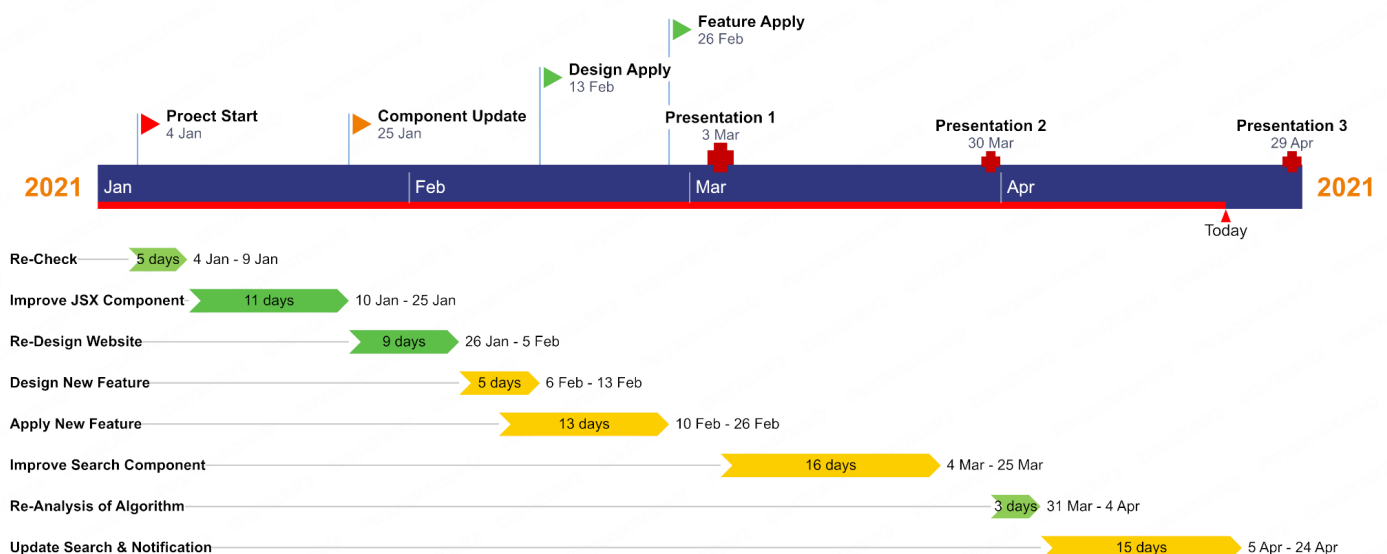 Feature Apply
26 Feb
Design Apply
13 Feb
Proect Start
4 Jan
Component Update
25 Jan
Presentation 1
3 Mar
Presentation 2
30 Mar
Presentation 3
29 Apr
2021 Jan Feb Mar Apr 2021
Today
Re-Check 5 days 4 Jan - 9 Jan
Improve JSX Component 11 days 10 Jan - 25 Jan
Re-Design Website 9 days 26 Jan - 5 Feb
Design New Feature 5 days 6 Feb - 13 Feb
Apply New Feature 13 days 10 Feb - 26 Feb
Improve Search Component 16 days 4 Mar - 25 Mar
Re-Analysis of Algorithm 3 days 31 Mar - 4 Apr
Update Search & Notification 15 days 5 Apr - 24 Apr